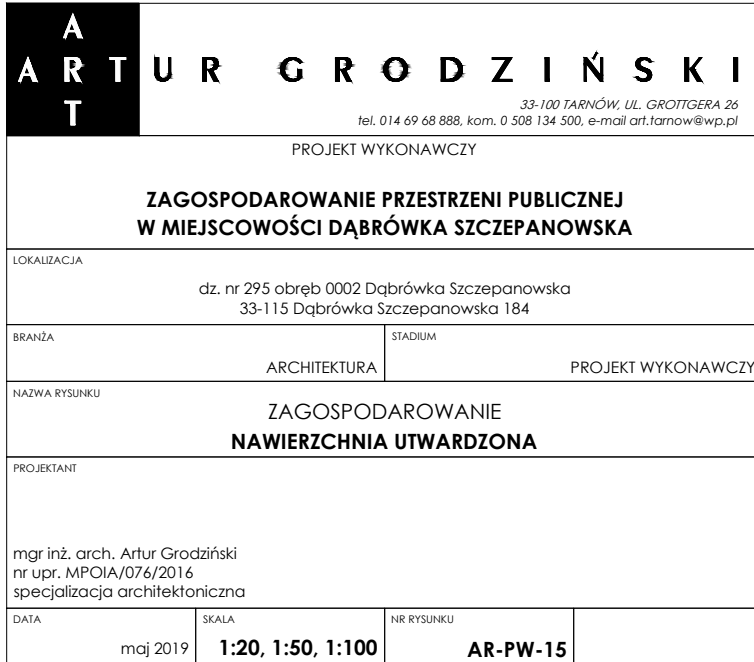 A
ARTUR GRODZIŃSKI
T
33-100 TARNÓW, UL. GROTTGERA 26
tel. 014 69 68 888, kom. 0 508 134 500, e-mail art.tarnow@wp.pl
PROJEKT WYKONAWCZY
ZAGOSPODAROWANIE PRZESTRZENI PUBLICZNEJ
W MIEJSCOWOŚCI DĄBRÓWKA SZCZEPANOWSKA
LOKALIZACJA
dz. nr 295 obręb 0002 Dąbrówka Szczepanowska
33-115 Dąbrówka Szczepanowska 184
BRANŻA
ARCHITEKTURA
STADIUM
PROJEKT WYKONAWCZY
NAZWA RYSUNKU
ZAGOSPODAROWANIE
NAWIERZCHNIA UTWARDZONA
PROJEKTANT
mgr inż. arch. Artur Grodziński
nr upr. MPOIA/076/2016
specjalizacja architektoniczna
DATA
maj 2019
SKALA
1:20, 1:50, 1:100
NR RYSUNKU
AR-PW-15